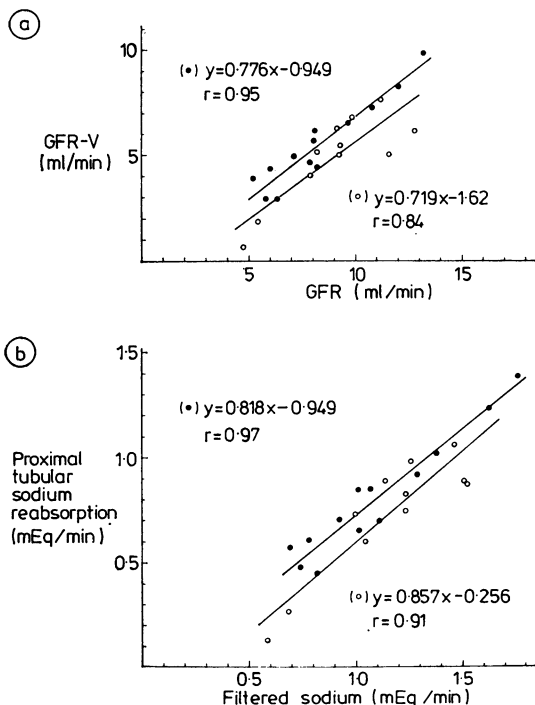 a
10
(•) y=0·776x-0·949
r=0·95
GFR-V
(ml/min)
5
(○) y=0·719x-1·62
r=0·84
5
10
15
GFR (ml/min)
b
1·5
(•) y=0·818x-0·949
r=0·97
1·0
Proximal
tubular
sodium
reabsorption
(mEq/min)
0·5
(○) y=0·857x-0·256
r=0·91
0·5
1·0
1·5
Filtered sodium (mEq/min)